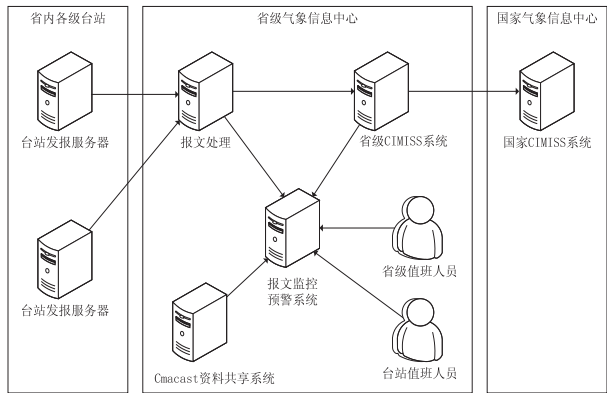 省内各级台站
省级气象信息中心
国家气象信息中心
台站发报服务器
报文处理
省级CIMISS系统
国家CIMISS系统
台站发报服务器
报文监控
预警系统
省级值班人员
Cmacast资料共享系统
台站值班人员